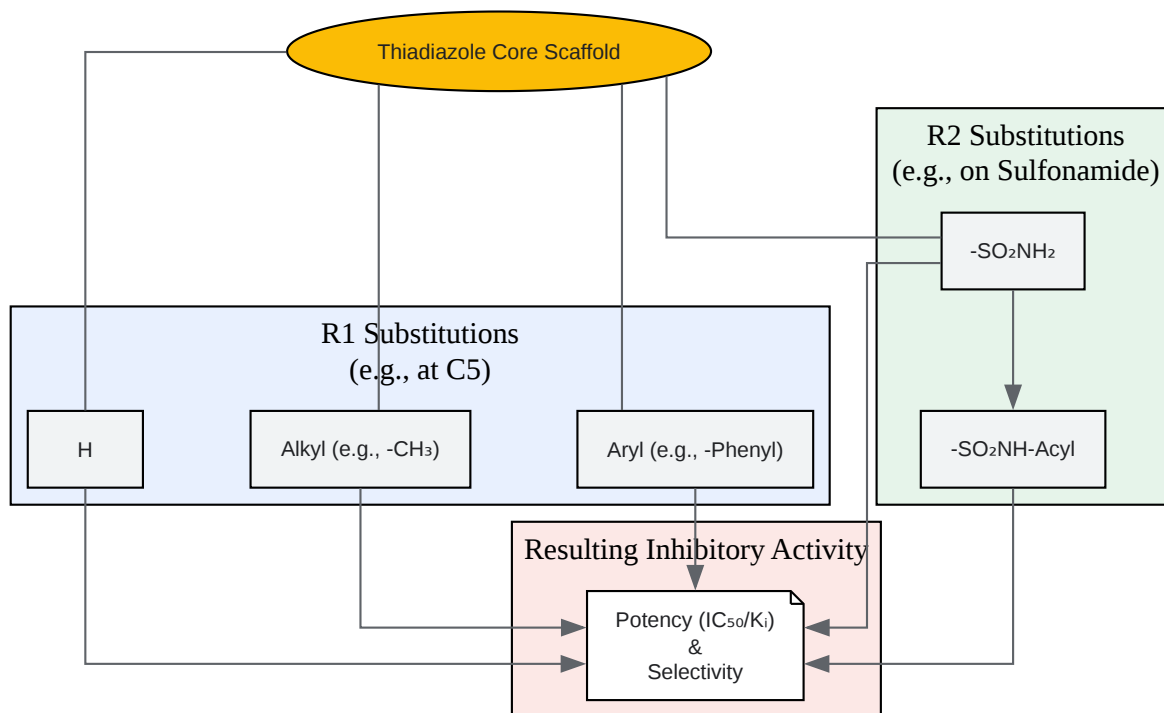 Thiadiazole Core Scaffold
R2 Substitutions
(e.g., on Sulfonamide)
-SO₂NH₂
R1 Substitutions
(e.g., at C5)
H
Alkyl (e.g., -CH₃)
Aryl (e.g., -Phenyl)
-SO₂NH-Acyl
Resulting Inhibitory Activity
Potency (IC₅₀/Kᵢ)
&
Selectivity